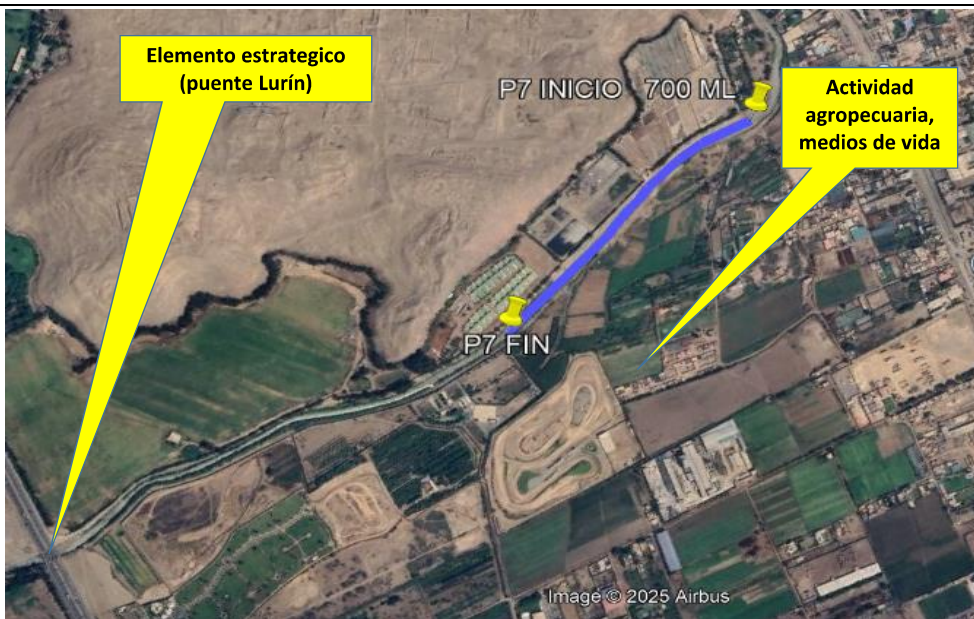 Elemento estrategico
(puente Lurín)
P7 INICIO   700 ML
Actividad
agropecuaria,
medios de vida
P7 FIN
Image © 2025 Airbus